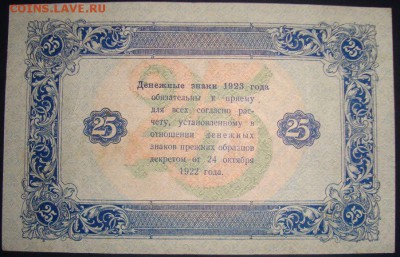 COINS.LAVE.RU
25 25
Денежные знаки 1923 года
обязательны к приему
для всех согласно рас-
чету, установленному в
отношении денежных
знаков прежних образцов
декретом от 24 октября
1922 года.
25 25
25 25